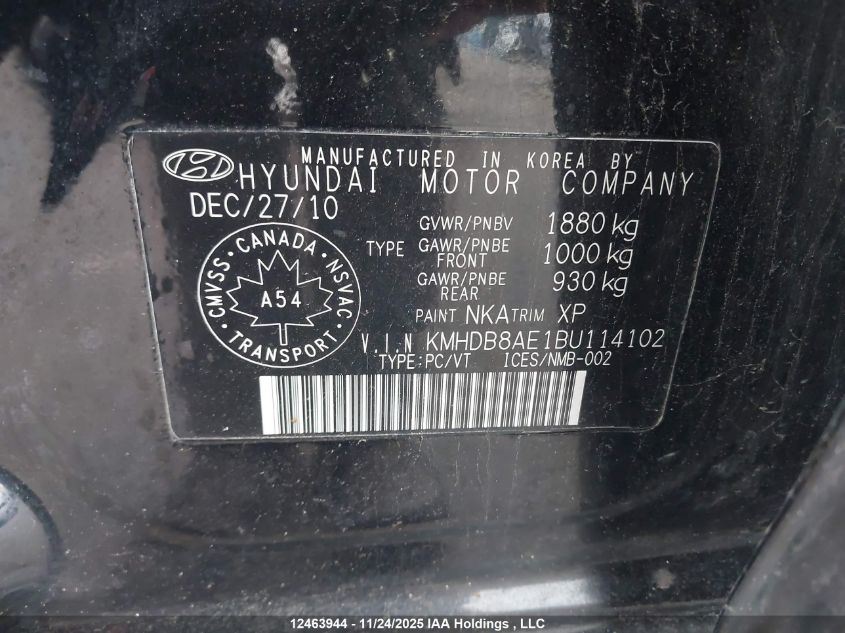 MANUFACTURED IN KOREA BY
HYUNDAI MOTOR COMPANY
DEC/27/10
GVWR/PNBV 1880 kg
TYPE GAWR/PNBE FRONT 1000 kg
GAWR/PNBE REAR 930 kg
PAINT NKA TRIM XP
CMVSS · CANADA · NSVAC · TRANSPORT ·
A54
V.I.N KMHDB8AE1BU114102
TYPE:PC/VT ICES/NMB-002
12463944 - 11/24/2025 IAA Holdings , LLC